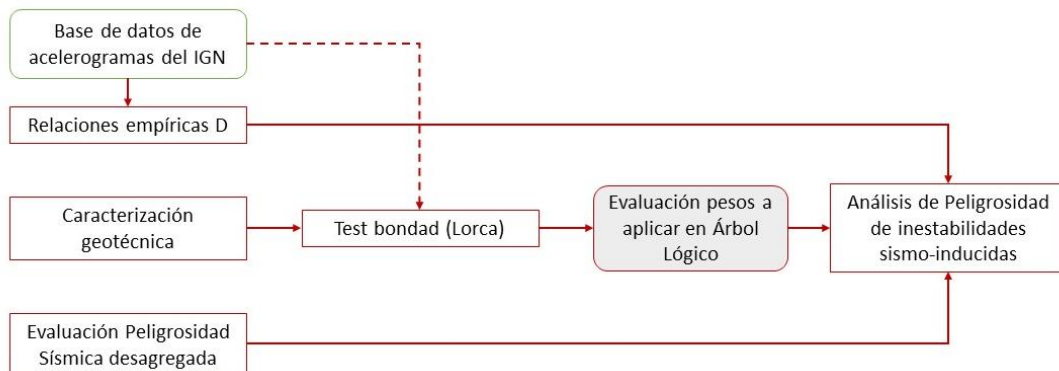 Base de datos de
acelerogramas del IGN
Relaciones empíricas D
Caracterización
geotécnica
Test bondad (Lorca)
Evaluación pesos a
aplicar en Árbol
Lógico
Análisis de Peligrosidad
de inestabilidades
sismo-inducidas
Evaluación Peligrosidad
Sísmica desagregada